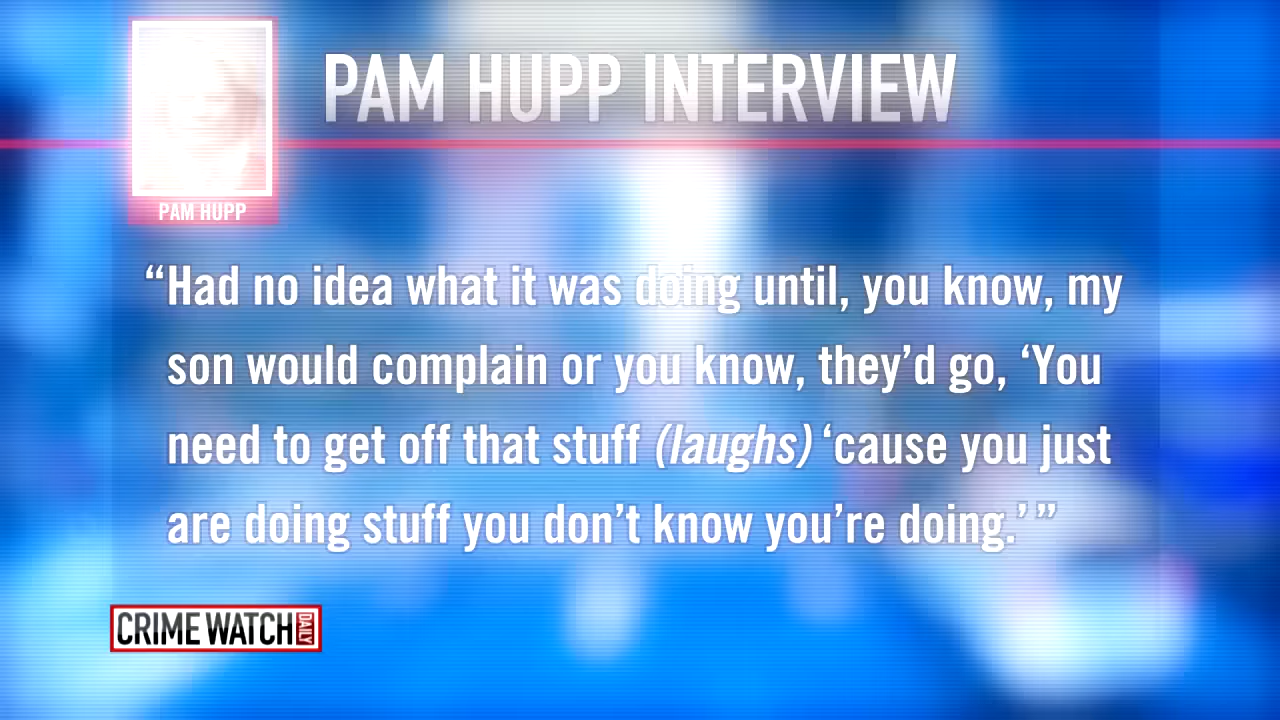 PAM HUPP INTERVIEW
PAM HUPP
“Had no idea what it was doing until, you know, my
son would complain or you know, they’d go, ‘You
need to get off that stuff (laughs) ‘cause you just
are doing stuff you don’t know you’re doing.’ ”
CRIME WATCH DAILY